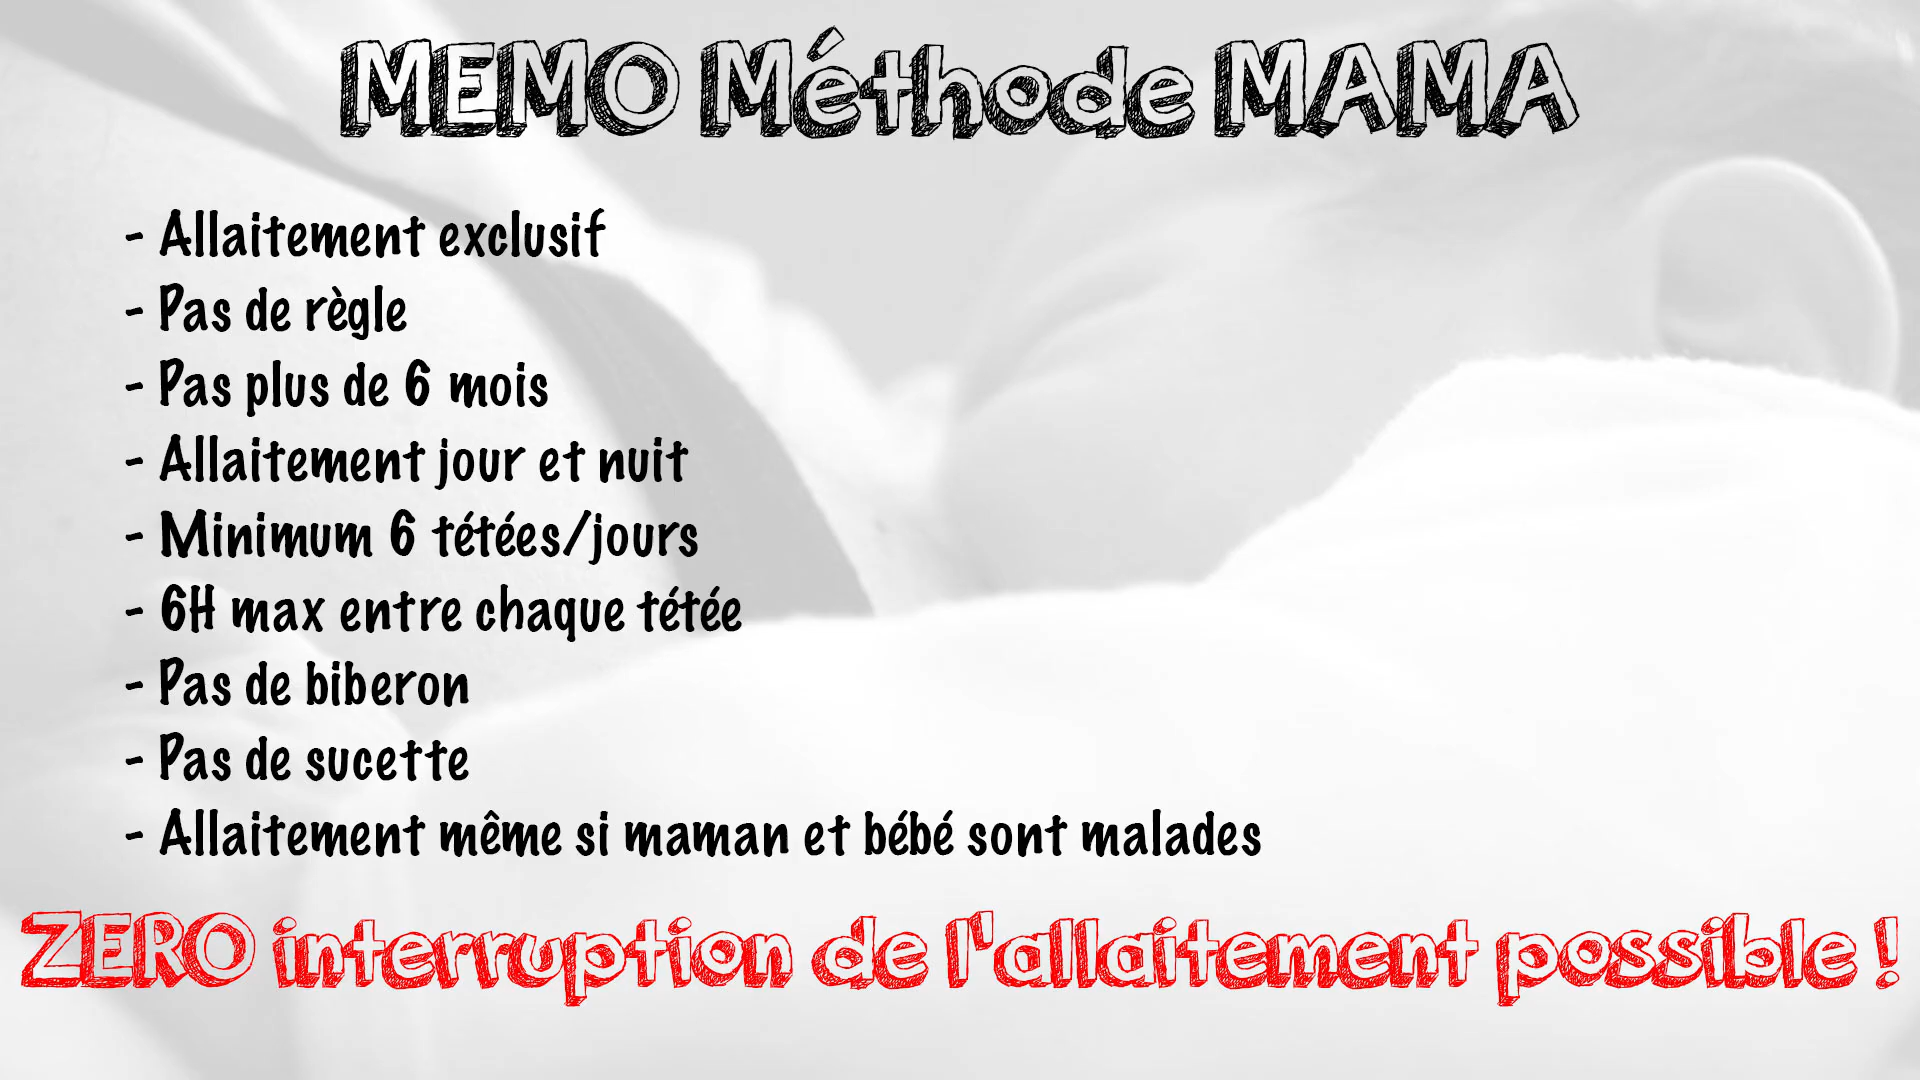 MEMO Méthode MAMA
- Allaitement exclusif
- Pas de règle
- Pas plus de 6 mois
- Allaitement jour et nuit
- Minimum 6 tétées/jours
- 6H max entre chaque tétée
- Pas de biberon
- Pas de sucette
- Allaitement même si maman et bébé sont malades
ZERO interruption de l'allaitement possible !